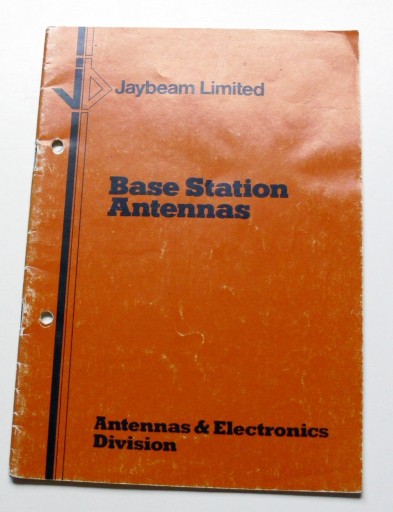 Jaybeam Limited
Base Station
Antennas
Antennas & Electronics
Division